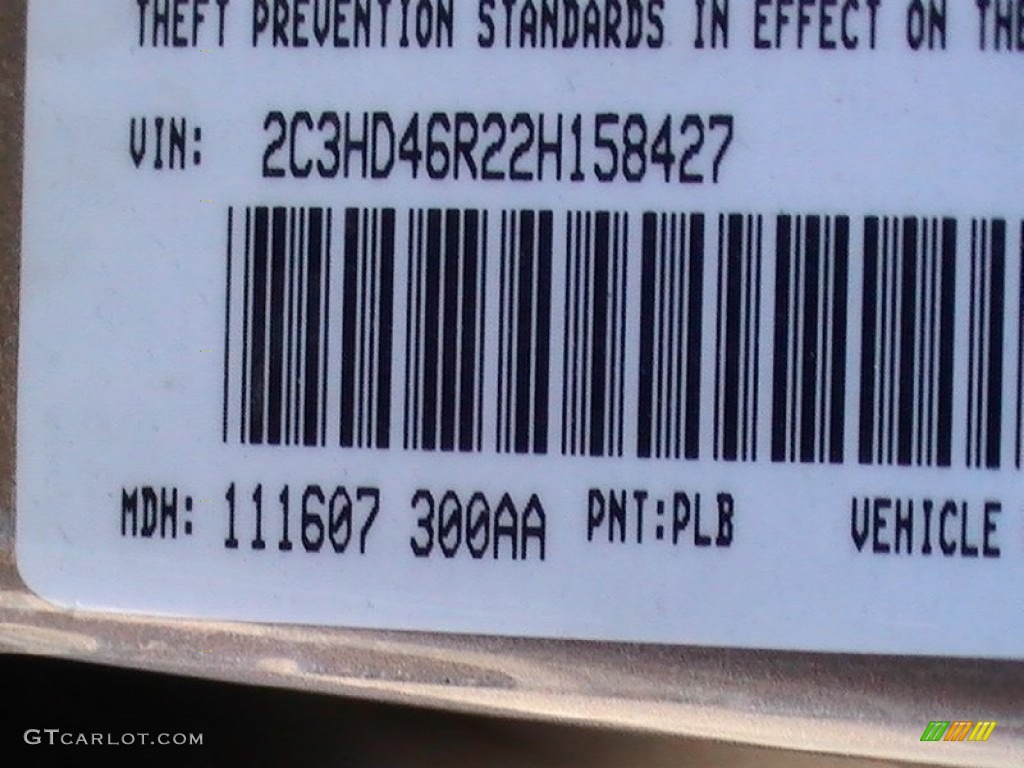 THEFT PREVENTION STANDARDS IN EFFECT ON THE
VIN: 2C3HD46R22H158427
MDH: 111607 300AA PNT:PLB VEHICLE
GTCARLOT.COM